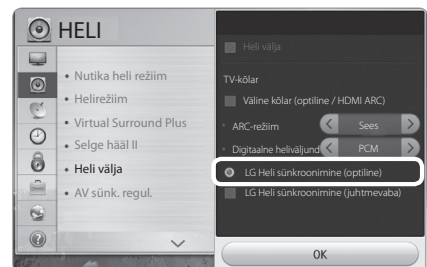 HELI
Nutika heli režiim
Helirežiim
Virtual Surround Plus
Selge hääl II
Heli välja
AV sünk. regul.
Heli välja
TV-kõlar
Väline kõlar (optiline / HDMI ARC)
ARC-režiim
Sees
Digitaalne heliväljund
PCM
LG Heli sünkroonimine (optiline)
LG Heli sünkroonimine (juhtmevaba)
OK